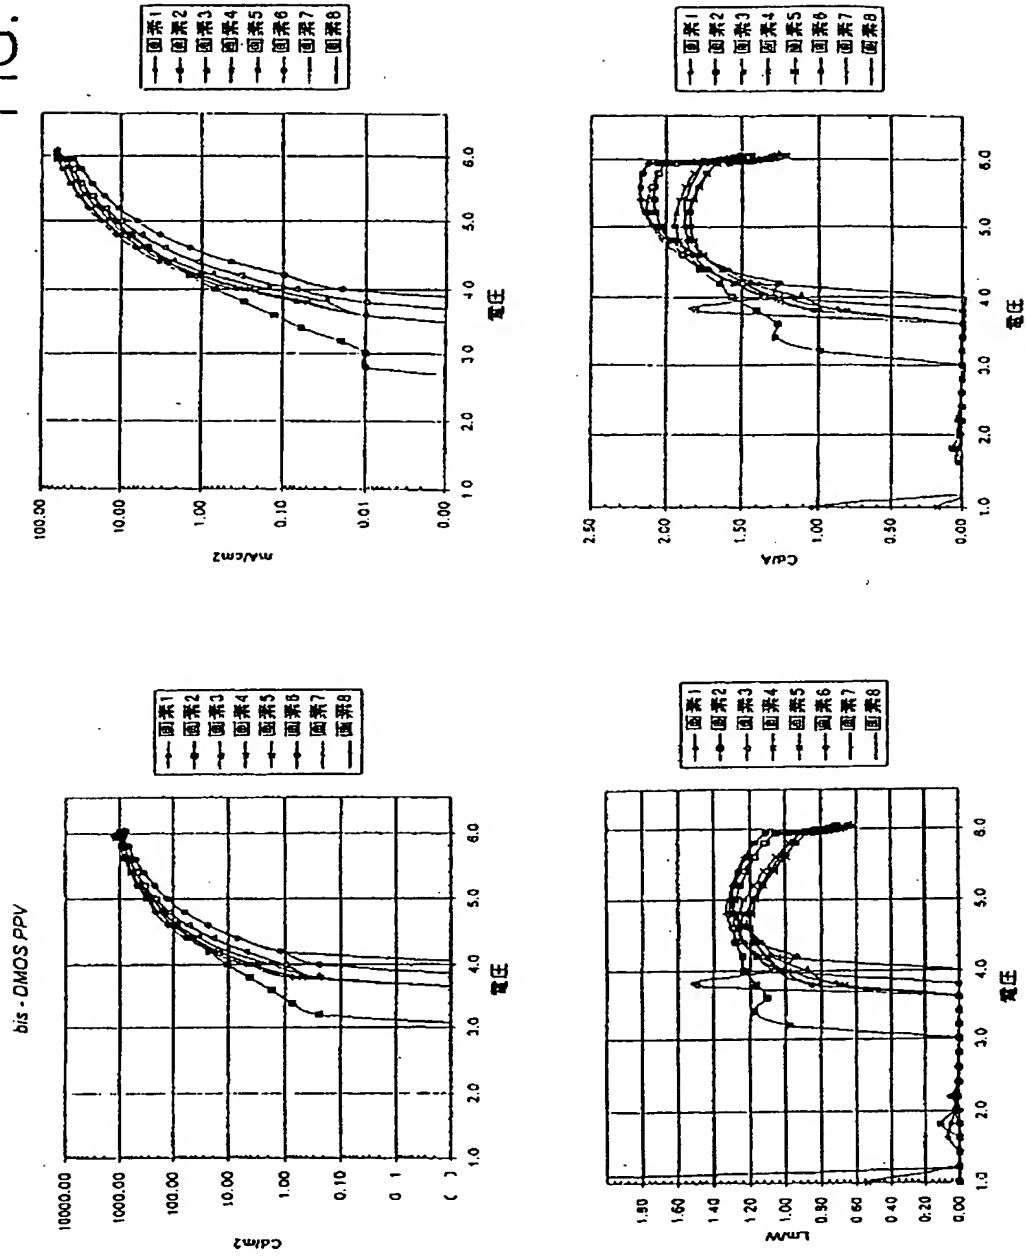 bis - DMOS PPV
10000.00
1000.00
100.00
10.00
1.00
0.10
0 1
( )
Cd/m2
1.0
2.0
3.0
4.0
5.0
6.0
電圧
画素1
画素2
画素3
画素4
画素5
画素6
画素7
画素8
100.00
10.00
1.00
0.10
0.01
0.00
mA/cm2
1.0
2.0
3.0
4.0
5.0
6.0
電圧
画素1
画素2
画素3
画素4
画素5
画素6
画素7
画素8
1.80
1.60
1.40
1.20
1.00
0.80
0.60
0.40
0.20
0.00
Lm/W
1.0
2.0
3.0
4.0
5.0
6.0
電圧
画素1
画素2
画素3
画素4
画素5
画素6
画素7
画素8
2.50
2.00
1.50
1.00
0.50
0.00
Cd/A
1.0
2.0
3.0
4.0
5.0
6.0
電圧
画素1
画素2
画素3
画素4
画素5
画素6
画素7
画素8